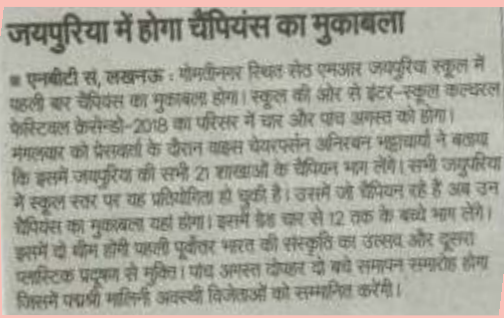 जयपुरिया में होगा चैंपियंस का मुकाबला
■ एनबीटी सं, लखनऊ : गोमतीनगर स्थित सेठ एमआर जयपुरिया स्कूल में
पहली बार चैंपियंस का मुकाबला होगा। स्कूल की ओर से इंटर-स्कूल कल्चरल
फेस्टिवल क्रेसेन्डो-2018 का परिसर में चार और पांच अगस्त को होगा।
मंगलवार को प्रेसवार्ता के दौरान वाइस चेयरपर्सन अनिरबन भट्टाचार्या ने बताया
कि इसमें जयपुरिया की सभी 21 शाखाओं के चैंपियन भाग लेंगे। सभी जयपुरिया
में स्कूल स्तर पर यह प्रतियोगिता हो चुकी है। उसमें जो चैंपियन रहे हैं अब उन
चैंपियंस का मुकाबला यहां होगा। इसमें ग्रेड चार से 12 तक के बच्चे भाग लेंगे।
इसमें दो थीम होंगी पहली पूर्वोत्तर भारत की संस्कृति का उत्सव और दूसरा
प्लास्टिक प्रदूषण से मुक्ति। पांच अगस्त दोपहर दो बजे समापन समारोह होगा
जिसमें पद्मश्री मालिनी अवस्थी विजेताओं को सम्मानित करेंगी।